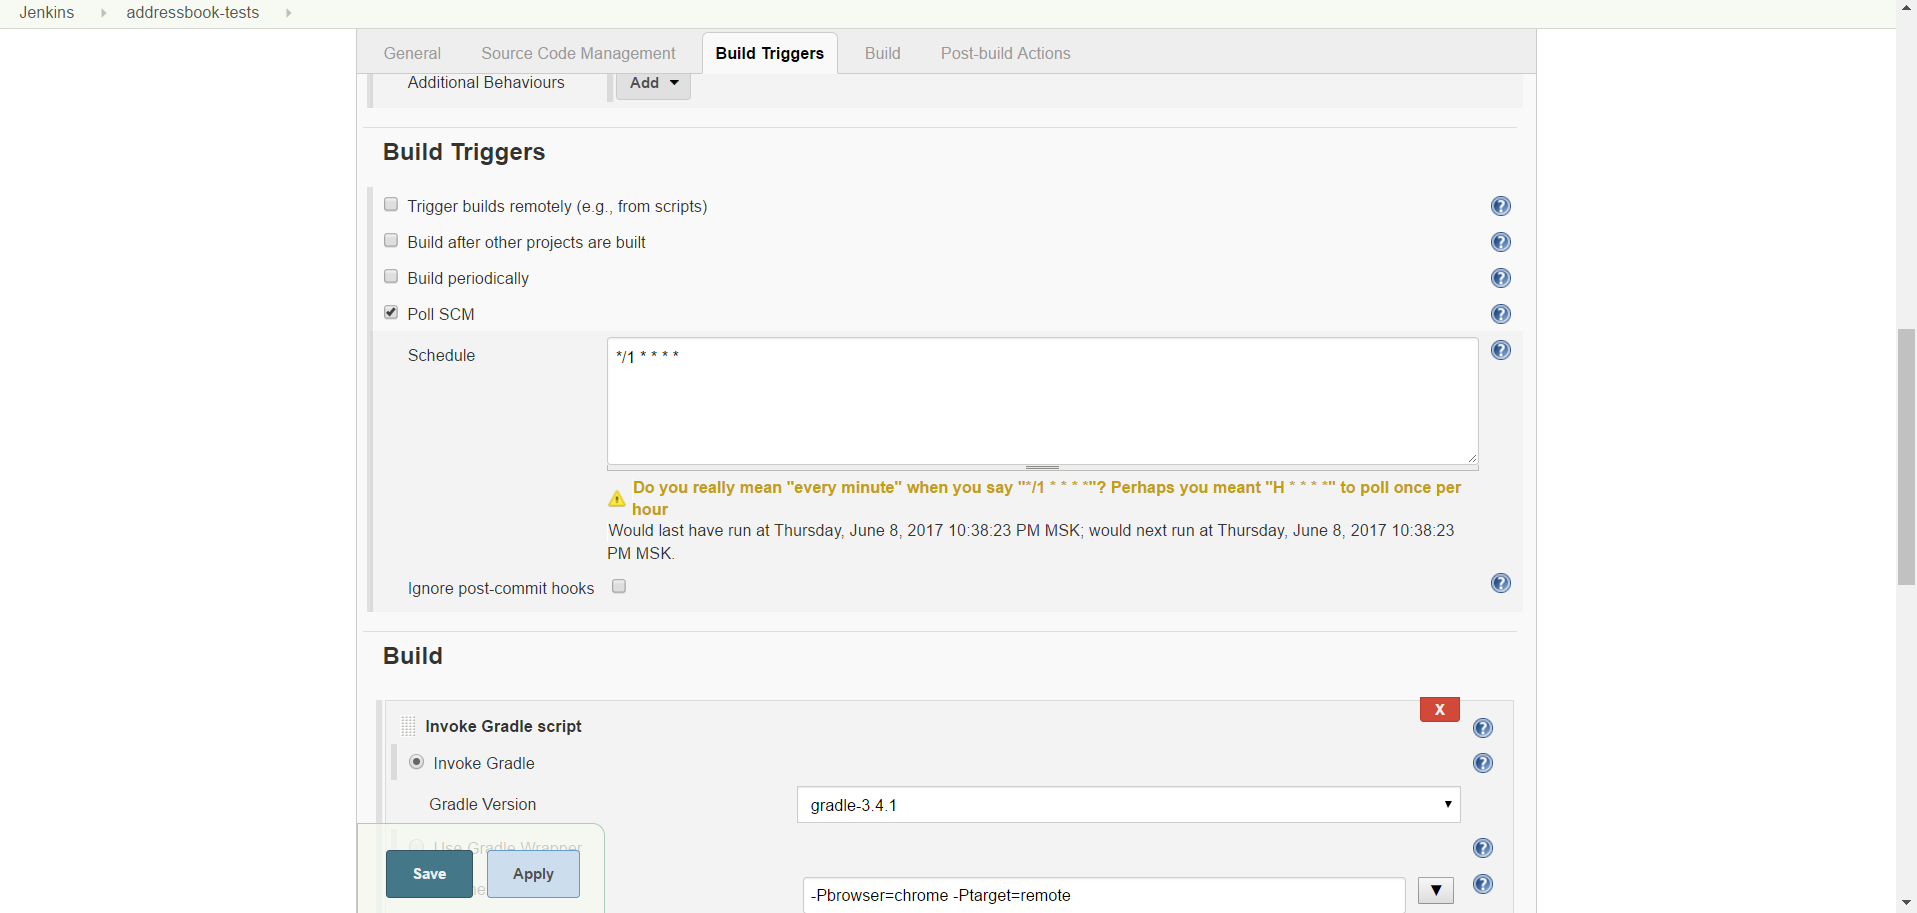 Jenkins addressbook-tests
General Source Code Management Build Triggers Build Post-build Actions
Additional Behaviours Add
Build Triggers
Trigger builds remotely (e.g., from scripts)
Build after other projects are built
Build periodically
Poll SCM
Schedule */1 * * * *
Do you really mean "every minute" when you say "*/1 * * * *"? Perhaps you meant "H * * * *" to poll once per
hour
Would last have run at Thursday, June 8, 2017 10:38:23 PM MSK; would next run at Thursday, June 8, 2017 10:38:23
PM MSK.
Ignore post-commit hooks
Build
X
Invoke Gradle script
Invoke Gradle
Gradle Version gradle-3.4.1
Use Gradle Wrapper
Save Apply
-Pbrowser=chrome -Ptarget=remote